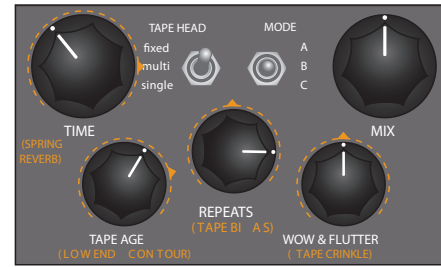 TAPE HEAD
MODE
fixed
multi
single
A
B
C
TIME
MIX
(SPRING
REVERB)
REPEATS
(TAPE BI AS)
TAPE AGE
(LOW END CON TOUR)
WOW & FLUTTER
( TAPE CRINKLE)